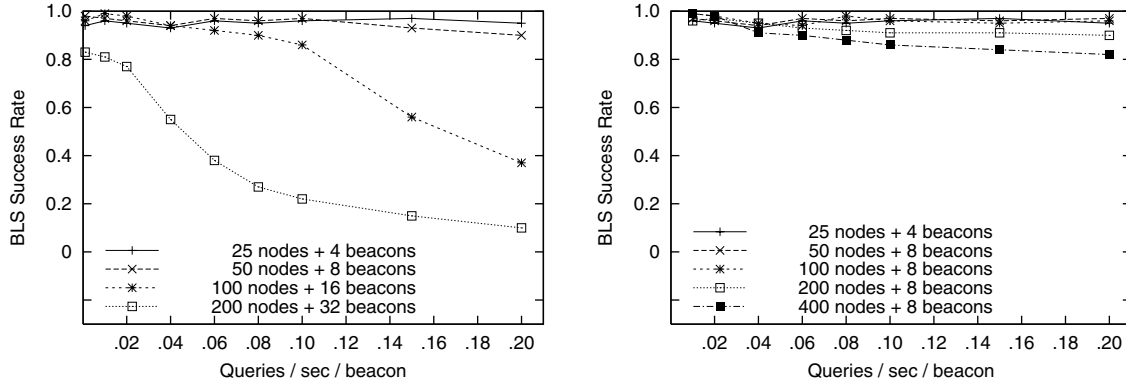 BLS Success Rate
1.0
0.8
0.6
0.4
0.2
0
25 nodes + 4 beacons
50 nodes + 8 beacons
100 nodes + 16 beacons
200 nodes + 32 beacons
.02 .04 .06 .08 .10 .12 .14 .16 .18 .20
Queries / sec / beacon
BLS Success Rate
1.0
0.8
0.6
0.4
0.2
0
25 nodes + 4 beacons
50 nodes + 8 beacons
100 nodes + 8 beacons
200 nodes + 8 beacons
400 nodes + 8 beacons
.02 .04 .06 .08 .10 .12 .14 .16 .18 .20
Queries / sec / beacon